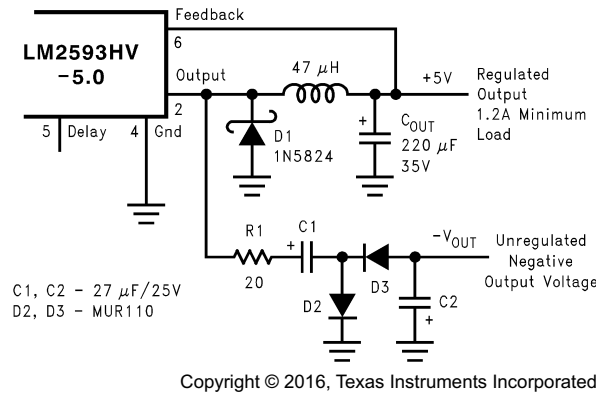 Feedback
6
LM2593HV
-5.0
Output
2
47 μH
+5V
Regulated
Output
1.2A Minimum
Load
5
Delay
4
Gnd
D1
1N5824
+
COUT
220 μF
35V
R1
20
C1
+
-VOUT
Unregulated
Negative
Output Voltage
D2
D3
C2
+
C1, C2 - 27 μF/25V
D2, D3 - MUR110
Copyright © 2016, Texas Instruments Incorporated